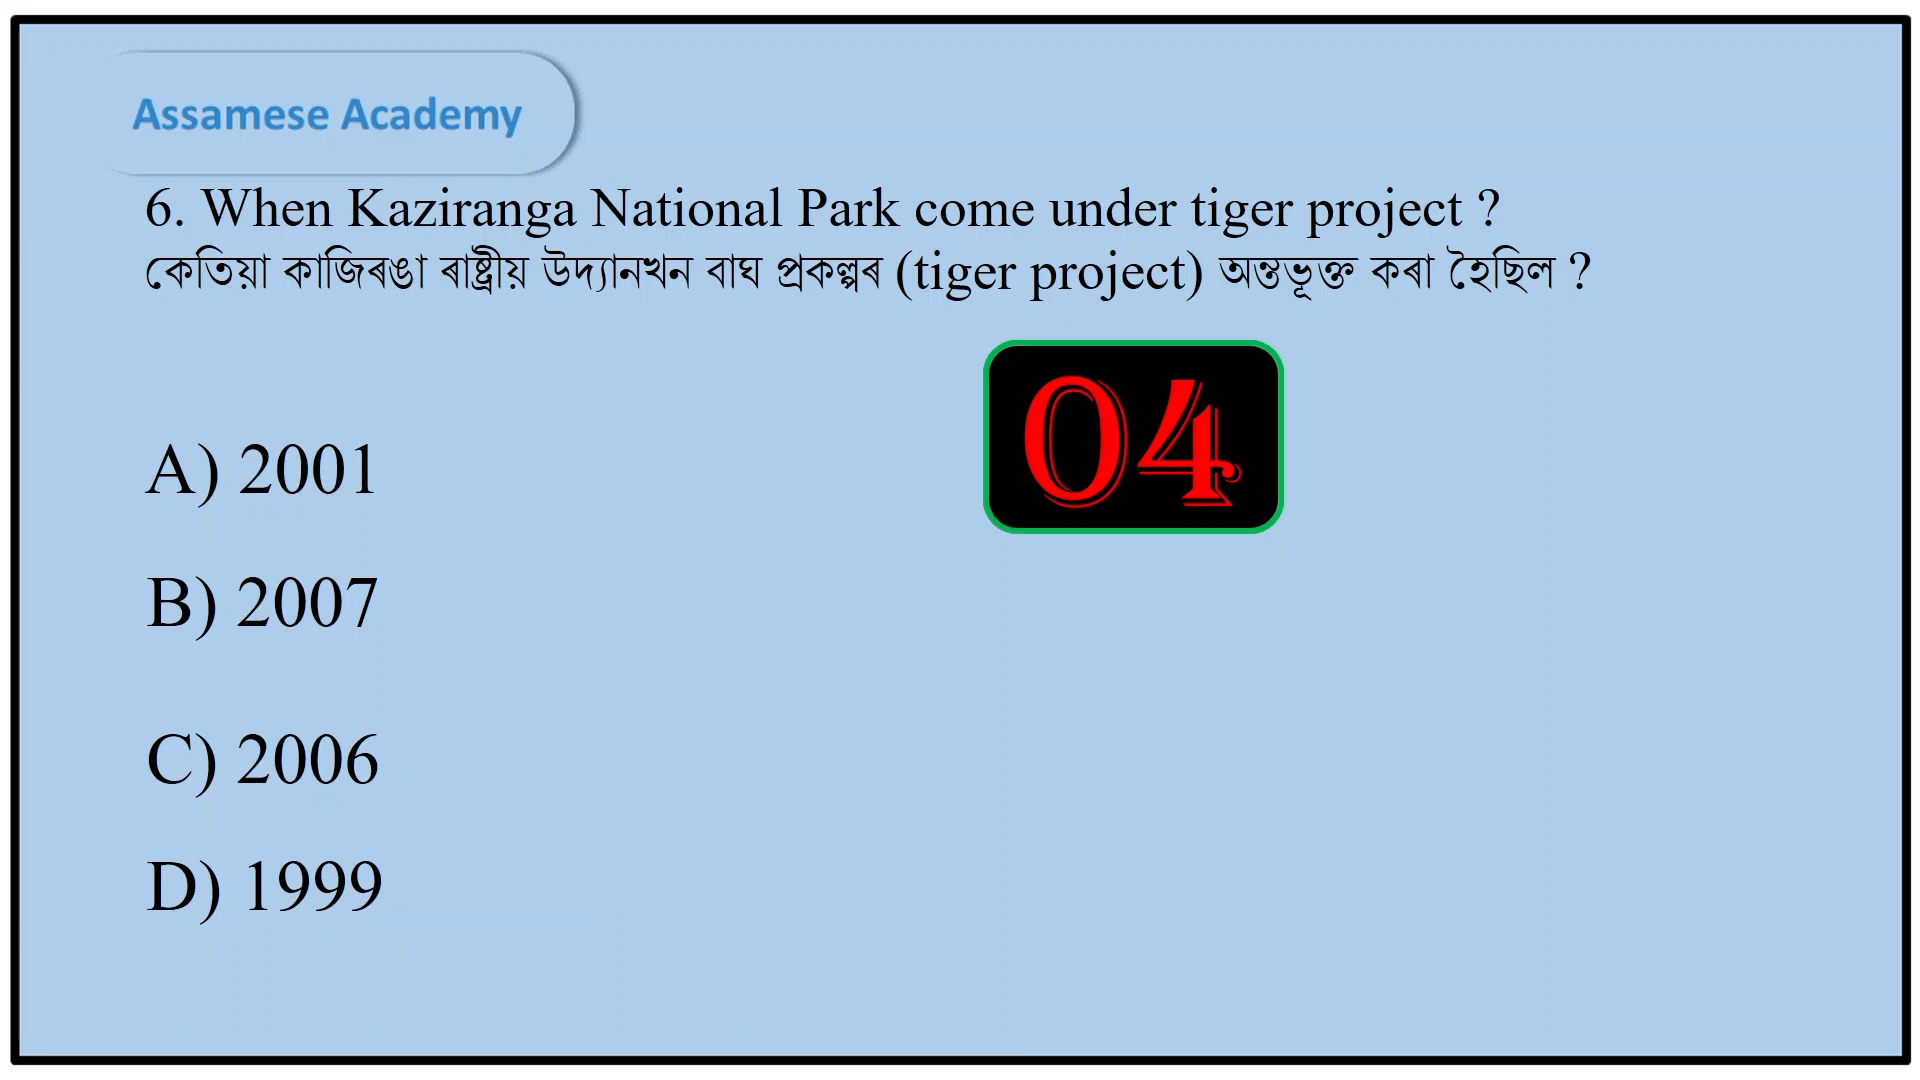 Assamese Academy
6. When Kaziranga National Park come under tiger project ?
কেতিয়া কাজিৰঙা ৰাষ্ট্ৰীয় উদ্যানখন বাঘ প্ৰকল্পৰ (tiger project) অন্তভূক্ত কৰা হৈছিল ?
04
A) 2001
B) 2007
C) 2006
D) 1999